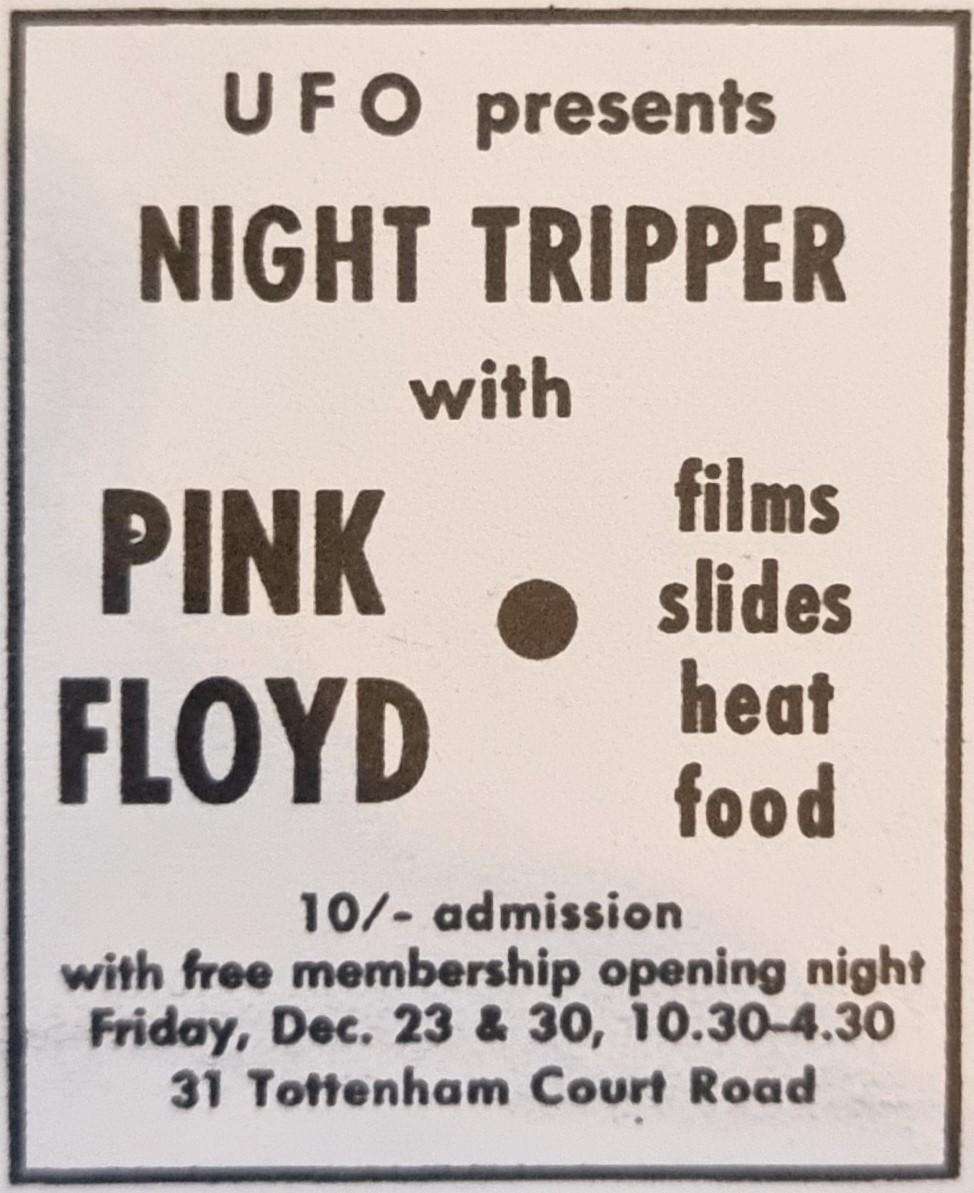 UFO presents
NIGHT TRIPPER
with
PINK
FLOYD
films
slides
heat
food
10/- admission
with free membership opening night
Friday, Dec. 23 & 30, 10.30-4.30
31 Tottenham Court Road